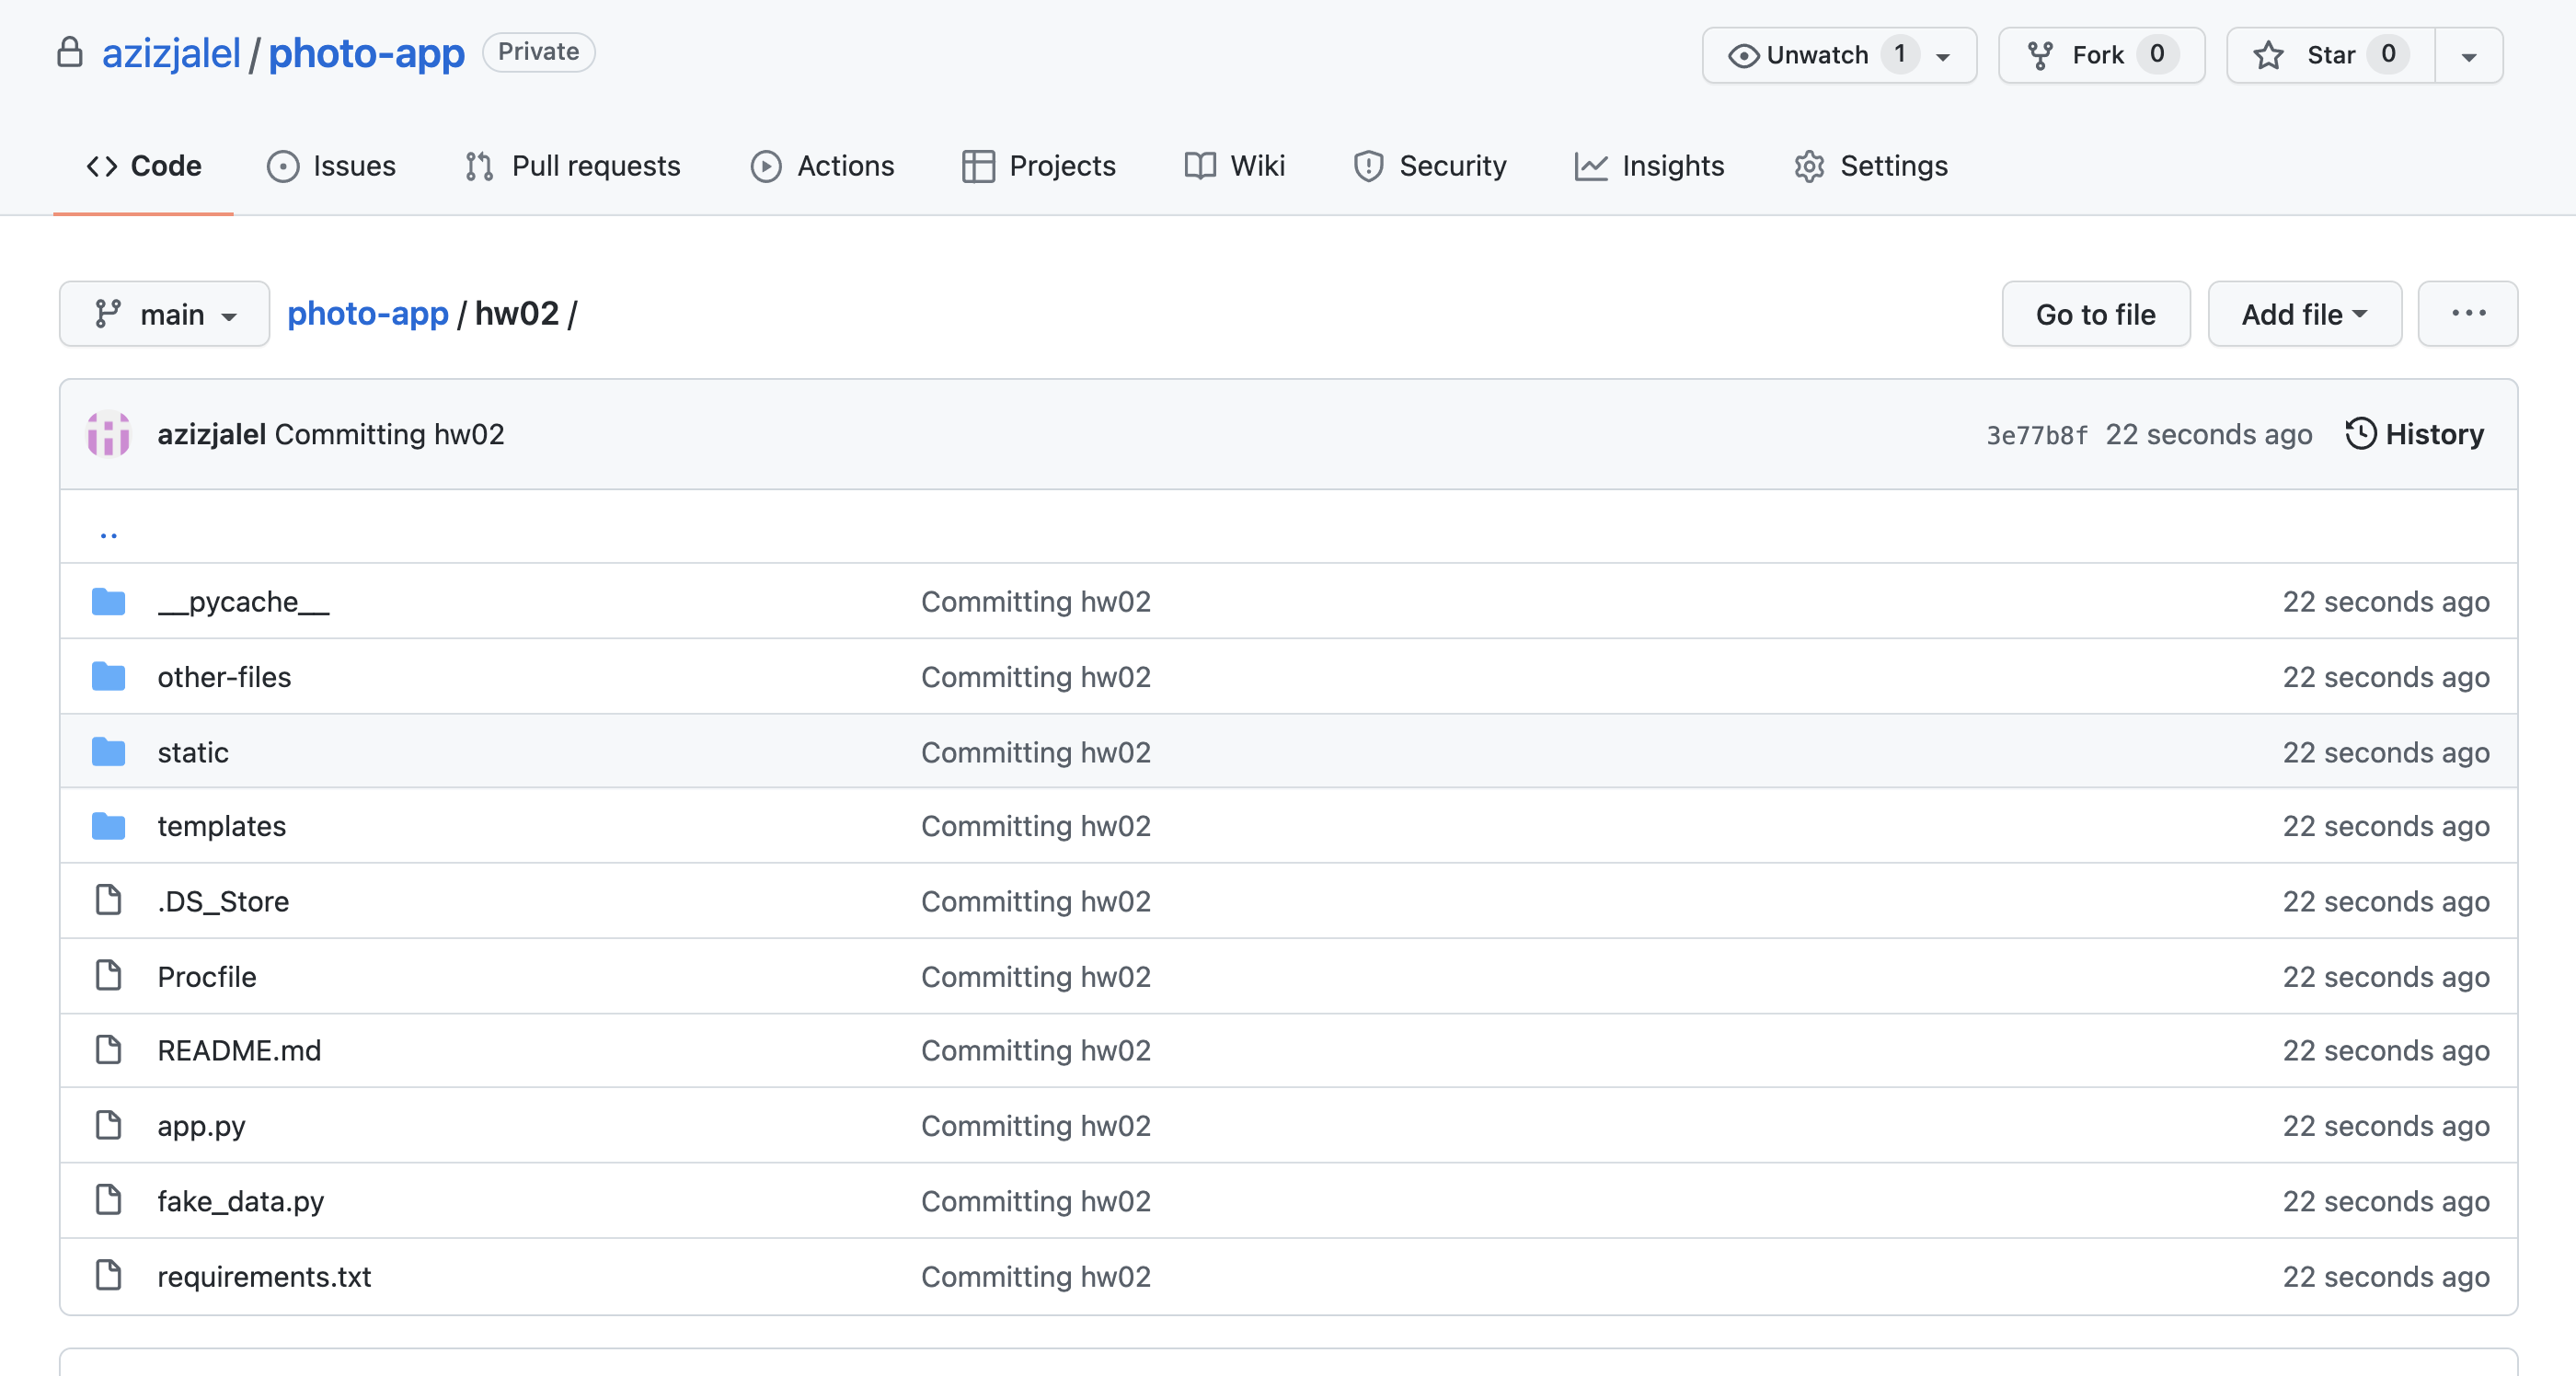 azizjalel / photo-app Private Unwatch 1 Fork 0 Star 0
Code Issues Pull requests Actions Projects Wiki Security Insights Settings
main photo-app / hw02 / Go to file Add file ...
azizjalel Committing hw02 3e77b8f 22 seconds ago History
..
__pycache__ Committing hw02 22 seconds ago
other-files Committing hw02 22 seconds ago
static Committing hw02 22 seconds ago
templates Committing hw02 22 seconds ago
.DS_Store Committing hw02 22 seconds ago
Procfile Committing hw02 22 seconds ago
README.md Committing hw02 22 seconds ago
app.py Committing hw02 22 seconds ago
fake_data.py Committing hw02 22 seconds ago
requirements.txt Committing hw02 22 seconds ago